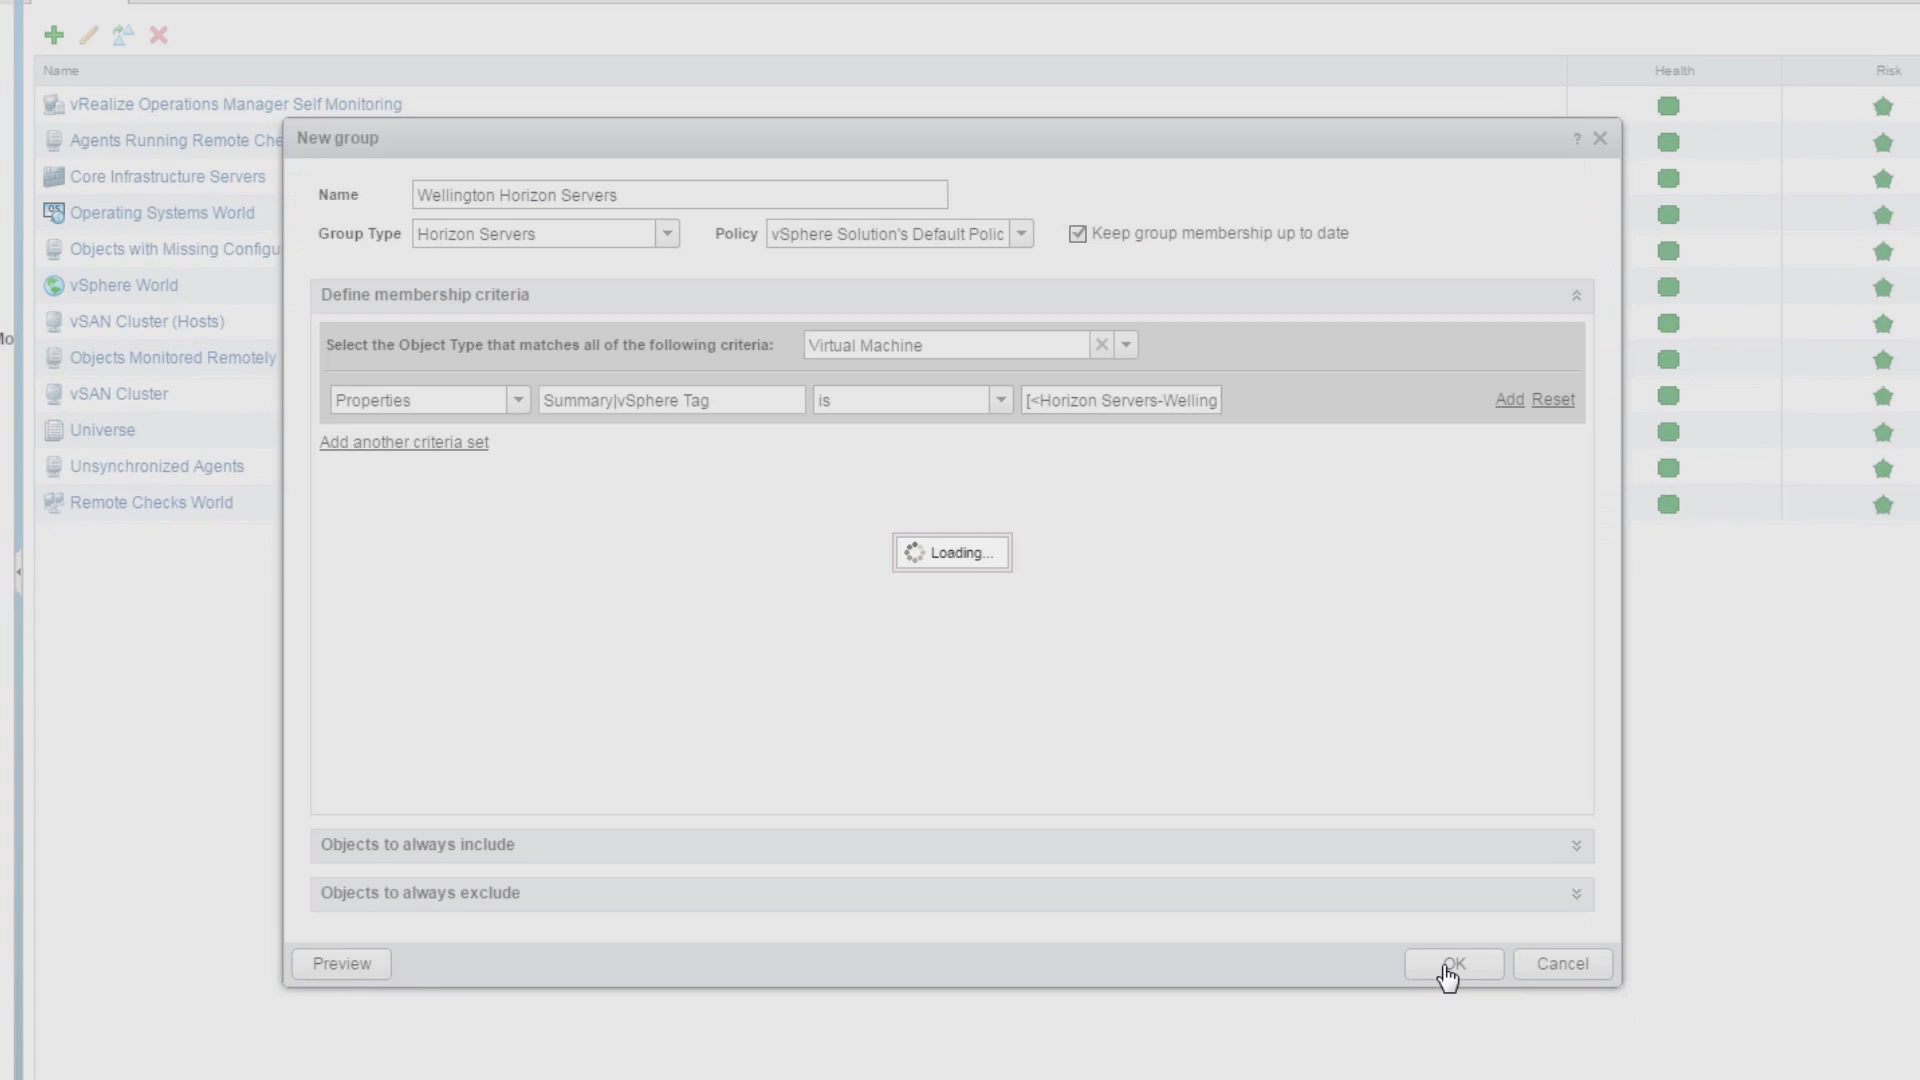 Name
Health
Risk
vRealize Operations Manager Self Monitoring
Agents Running Remote Che
Core Infrastructure Servers
Operating Systems World
Objects with Missing Configu
vSphere World
vSAN Cluster (Hosts)
Objects Monitored Remotely
vSAN Cluster
Universe
Unsynchronized Agents
Remote Checks World
New group
?
Name
Wellington Horizon Servers
Group Type
Horizon Servers
Policy
vSphere Solution's Default Polic
Keep group membership up to date
Define membership criteria
Select the Object Type that matches all of the following criteria:
Virtual Machine
Properties
Summary|vSphere Tag
is
[<Horizon Servers-Welling
Add
Reset
Add another criteria set
Loading...
Objects to always include
Objects to always exclude
Preview
OK
Cancel